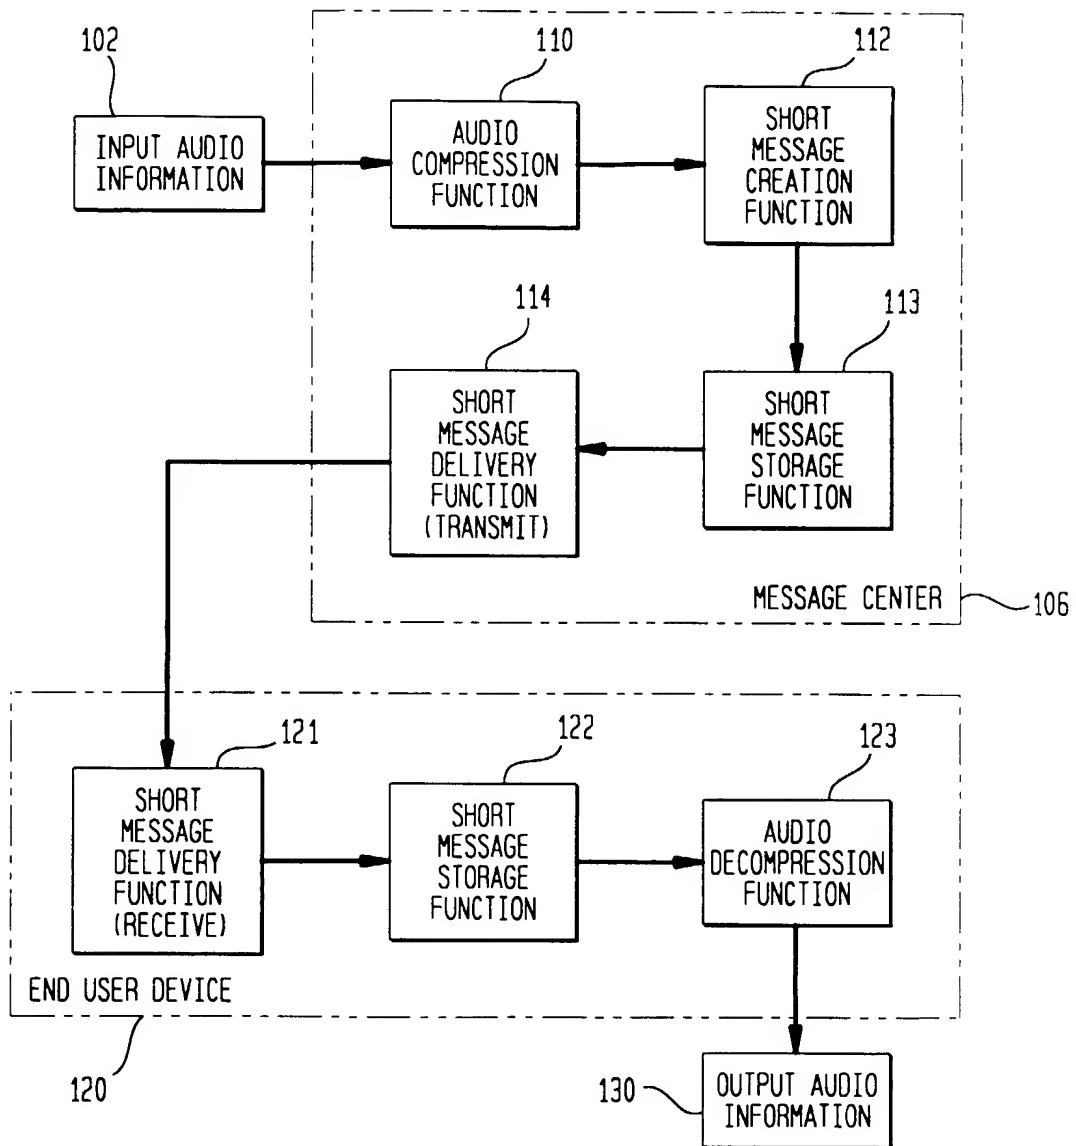 102
110
112
INPUT AUDIO
INFORMATION
AUDIO
COMPRESSION
FUNCTION
SHORT
MESSAGE
CREATION
FUNCTION
114
113
SHORT
MESSAGE
DELIVERY
FUNCTION
(TRANSMIT)
SHORT
MESSAGE
STORAGE
FUNCTION
MESSAGE CENTER
106
121
122
123
SHORT
MESSAGE
DELIVERY
FUNCTION
(RECEIVE)
SHORT
MESSAGE
STORAGE
FUNCTION
AUDIO
DECOMPRESSION
FUNCTION
END USER DEVICE
120
130
OUTPUT AUDIO
INFORMATION